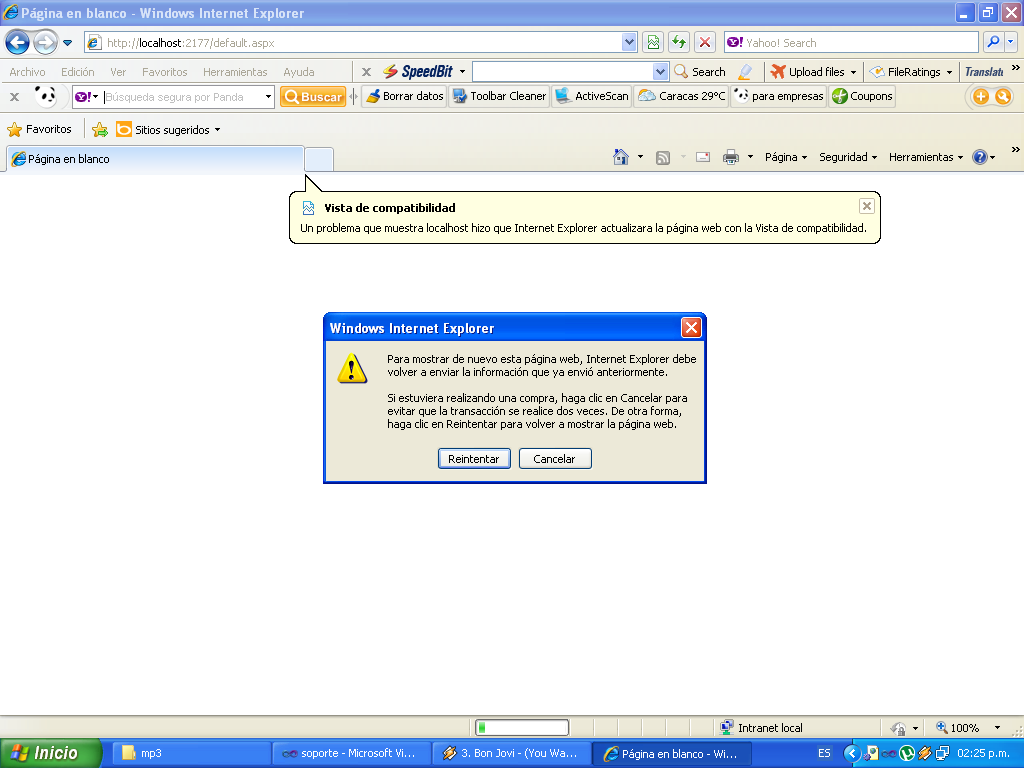 Página en blanco - Windows Internet Explorer
http://localhost:2177/default.aspx
Yahoo! Search
Archivo Edición Ver Favoritos Herramientas Ayuda
x SpeedBit Search Upload files FileRatings Translate »
x Y! Búsqueda segura por Panda Buscar Borrar datos Toolbar Cleaner ActiveScan Caracas 29°C para empresas Coupons
Favoritos Sitios sugeridos
Página en blanco
Página Seguridad Herramientas »
Vista de compatibilidad
Un problema que muestra localhost hizo que Internet Explorer actualizara la página web con la Vista de compatibilidad.
Windows Internet Explorer
Para mostrar de nuevo esta página web, Internet Explorer debe
volver a enviar la información que ya envió anteriormente.
Si estuviera realizando una compra, haga clic en Cancelar para
evitar que la transacción se realice dos veces. De otra forma,
haga clic en Reintentar para volver a mostrar la página web.
Reintentar Cancelar
Intranet local 100%
Inicio mp3 soporte - Microsoft Vi... 3. Bon Jovi - (You Wa... Página en blanco - Wi... ES 02:25 p.m.